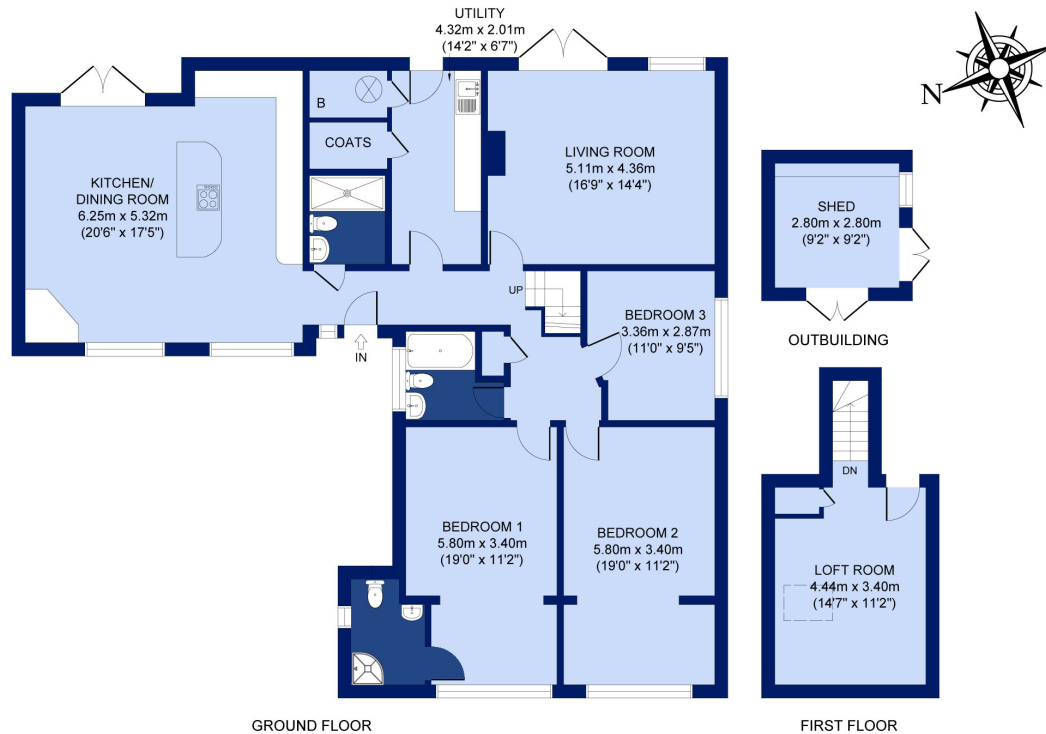 UTILITY
4.32m x 2.01m
(14'2" x 6'7")
N
B
COATS
KITCHEN/
DINING ROOM
6.25m x 5.32m
(20'6" x 17'5")
LIVING ROOM
5.11m x 4.36m
(16'9" x 14'4")
SHED
2.80m x 2.80m
(9'2" x 9'2")
OUTBUILDING
UP
BEDROOM 3
3.36m x 2.87m
(11'0" x 9'5")
IN
BEDROOM 1
5.80m x 3.40m
(19'0" x 11'2")
BEDROOM 2
5.80m x 3.40m
(19'0" x 11'2")
DN
LOFT ROOM
4.44m x 3.40m
(14'7" x 11'2")
GROUND FLOOR
FIRST FLOOR